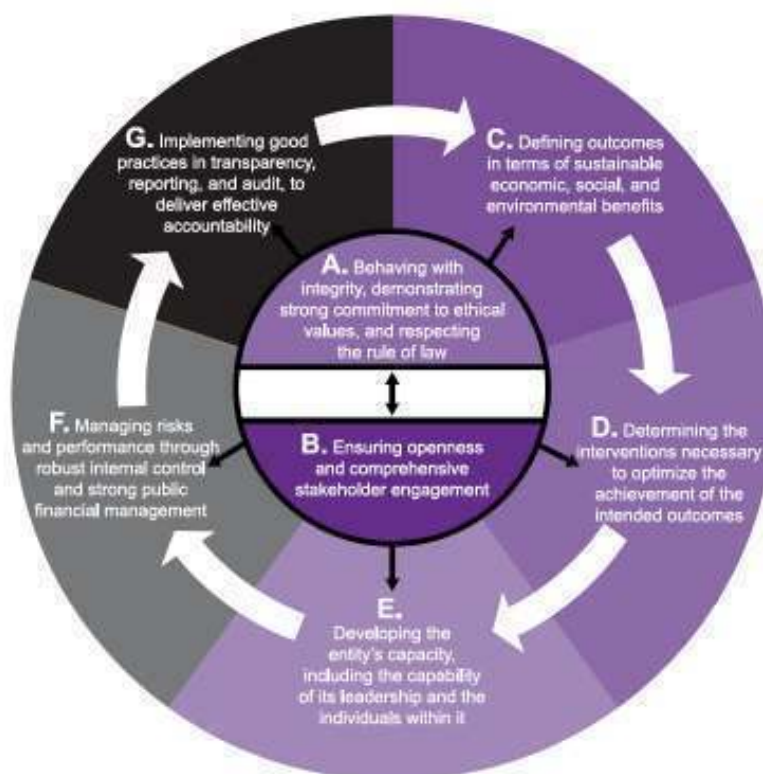 G. Implementing good
practices in transparency,
reporting, and audit, to
deliver effective
accountability
C. Defining outcomes
in terms of sustainable
economic, social, and
environmental benefits
A. Behaving with
integrity, demonstrating
strong commitment to ethical
values, and respecting
the rule of law
F. Managing risks
and performance through
robust internal control
and strong public
financial management
B. Ensuring openness
and comprehensive
stakeholder engagement
D. Determining the
interventions necessary
to optimize the
achievement of the
intended outcomes
E.
Developing the
entity's capacity,
including the capability
of its leadership and the
individuals within it